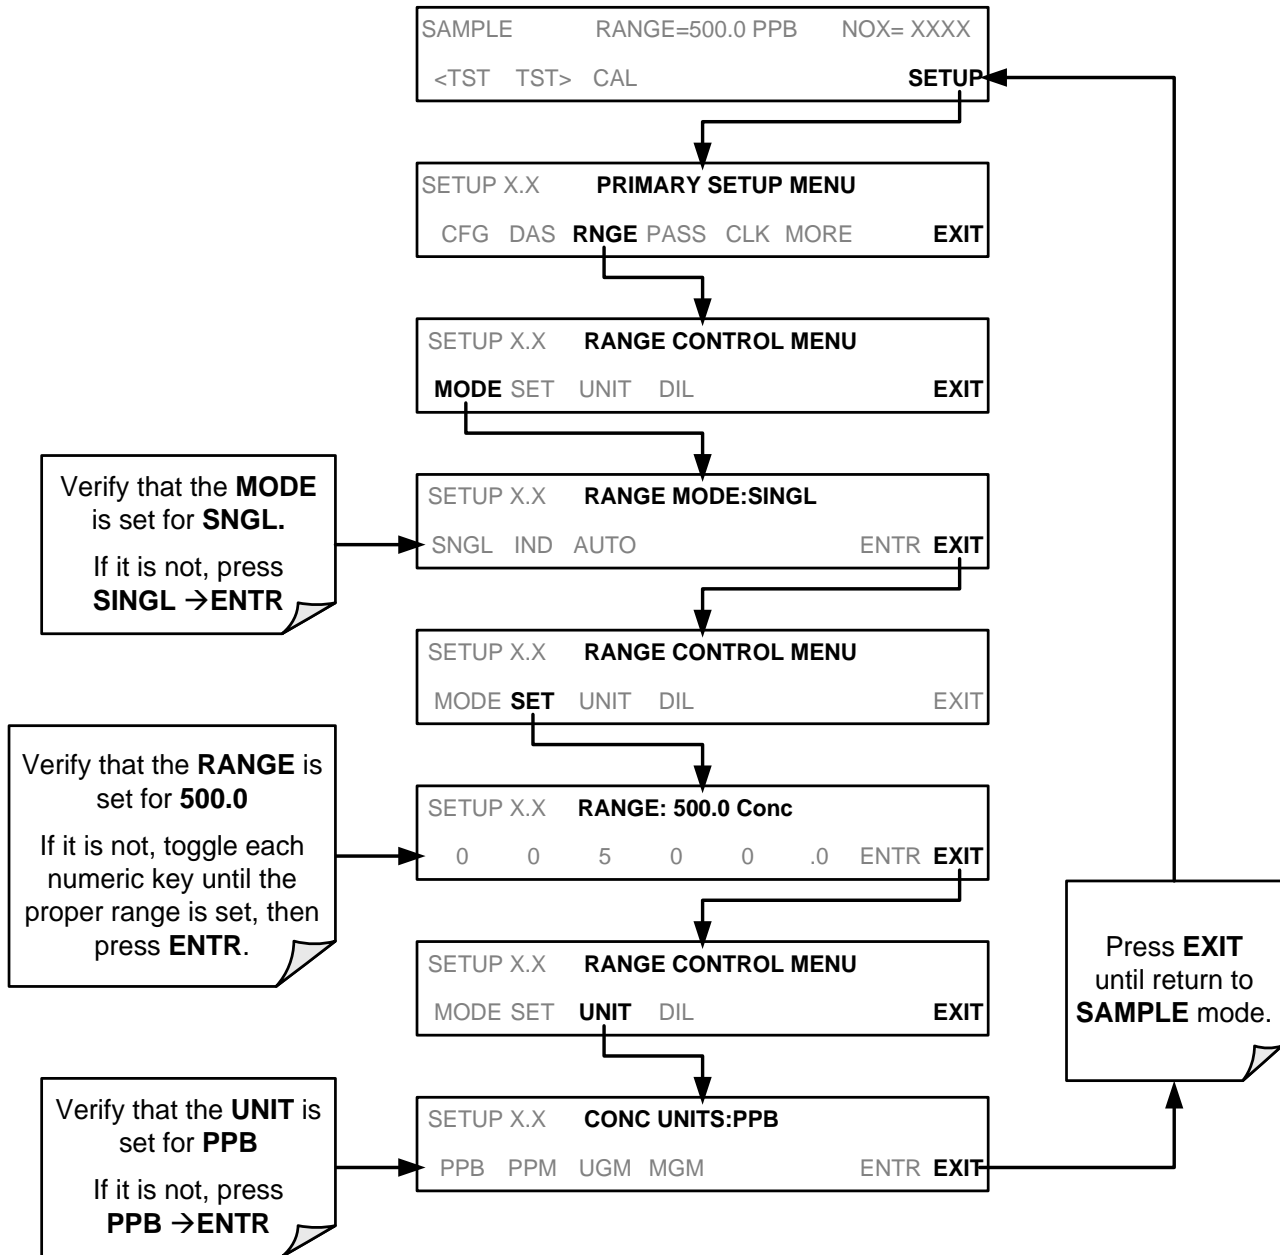 SAMPLE RANGE=500.0 PPB NOX= XXXX
<TST TST> CAL SETUP
SETUP X.X PRIMARY SETUP MENU
CFG DAS RNGE PASS CLK MORE EXIT
SETUP X.X RANGE CONTROL MENU
MODE SET UNIT DIL EXIT
Verify that the MODE
is set for SNGL.
If it is not, press
SINGL →ENTR
SETUP X.X RANGE MODE:SINGL
SNGL IND AUTO ENTR EXIT
SETUP X.X RANGE CONTROL MENU
MODE SET UNIT DIL EXIT
Verify that the RANGE is
set for 500.0
If it is not, toggle each
numeric key until the
proper range is set, then
press ENTR.
SETUP X.X RANGE: 500.0 Conc
0 0 5 0 0 .0 ENTR EXIT
SETUP X.X RANGE CONTROL MENU
MODE SET UNIT DIL EXIT
Verify that the UNIT is
set for PPB
If it is not, press
PPB →ENTR
SETUP X.X CONC UNITS:PPB
PPB PPM UGM MGM ENTR EXIT
Press EXIT
until return to
SAMPLE mode.